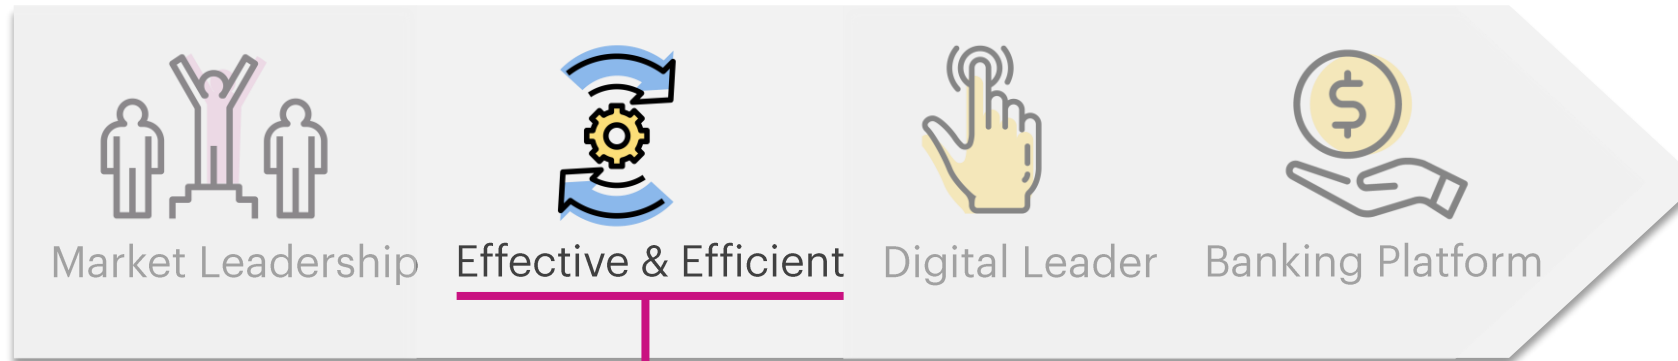 Market Leadership
Effective & Efficient
Digital Leader
Banking Platform